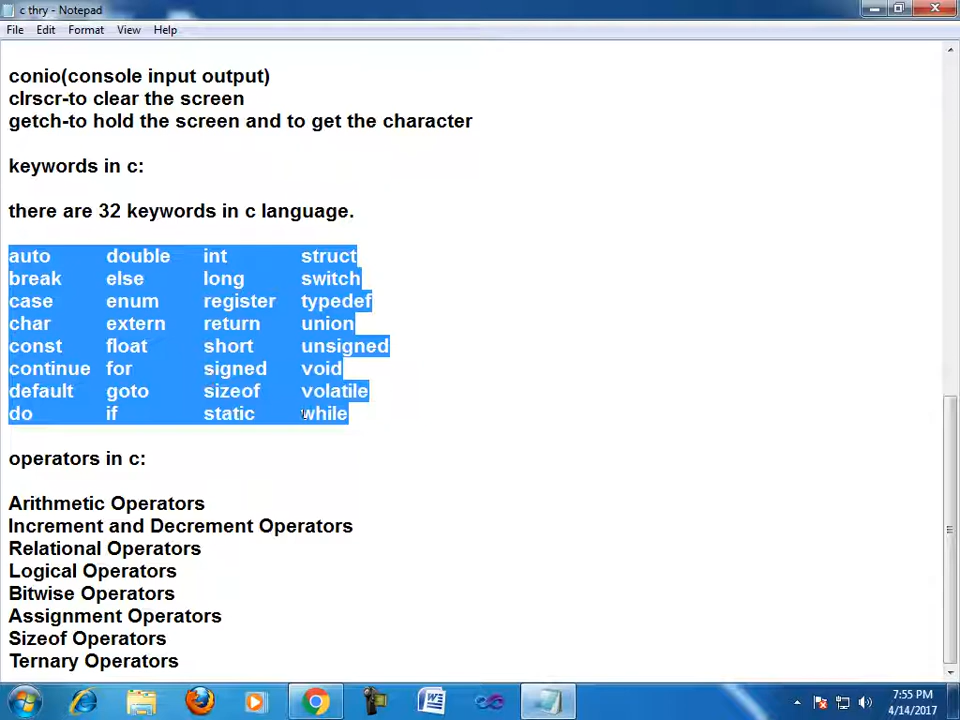 c thry - Notepad
File Edit Format View Help
conio(console input output)
clrscr-to clear the screen
getch-to hold the screen and to get the character
keywords in c:
there are 32 keywords in c language.
auto double int struct
break else long switch
case enum register typedef
char extern return union
const float short unsigned
continue for signed void
default goto sizeof volatile
do if static while
operators in c:
Arithmetic Operators
Increment and Decrement Operators
Relational Operators
Logical Operators
Bitwise Operators
Assignment Operators
Sizeof Operators
Ternary Operators
7:55 PM
4/14/2017